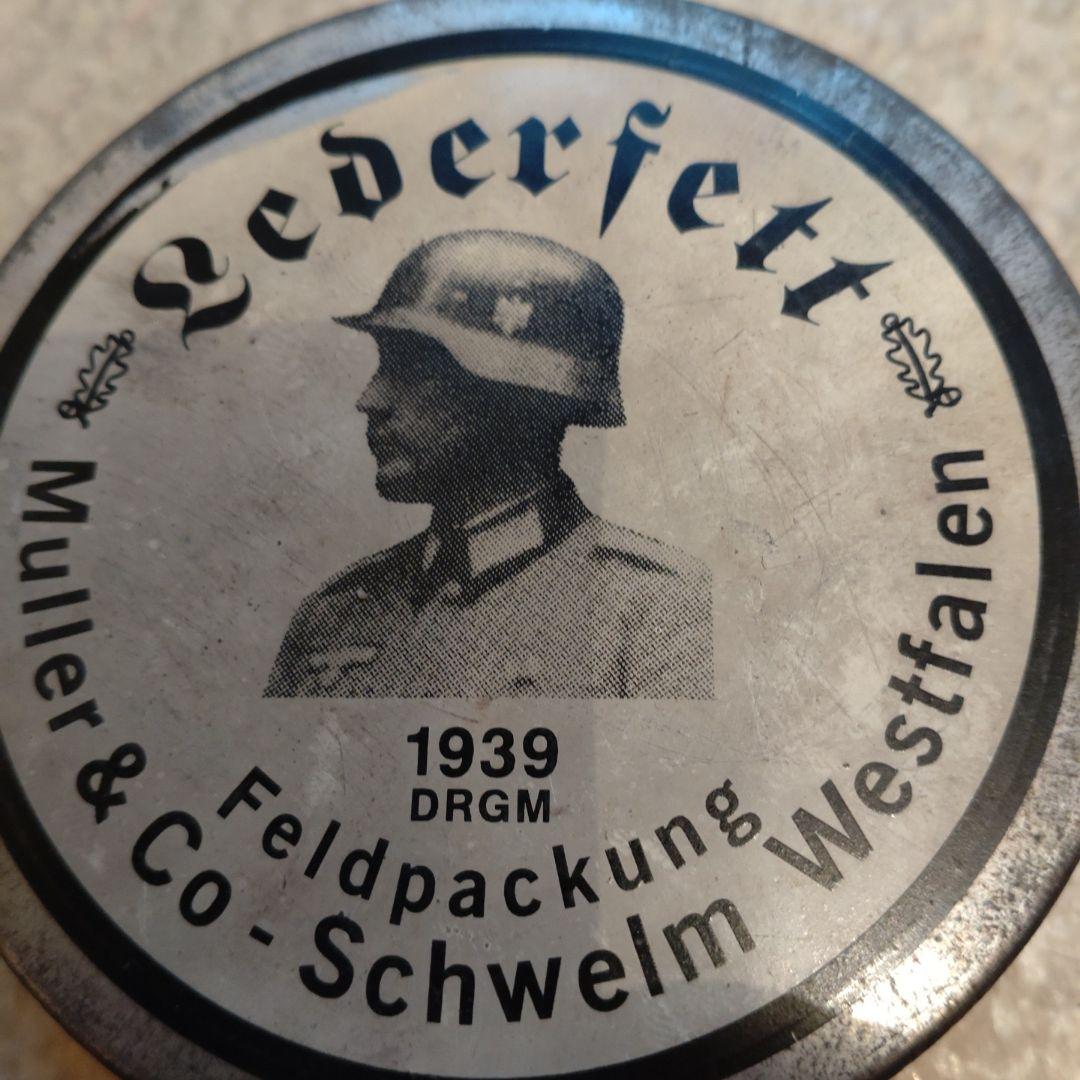 Lederfett
1939
DRGM
Feldpackung
Muller & Co - Schwelm Westfalen